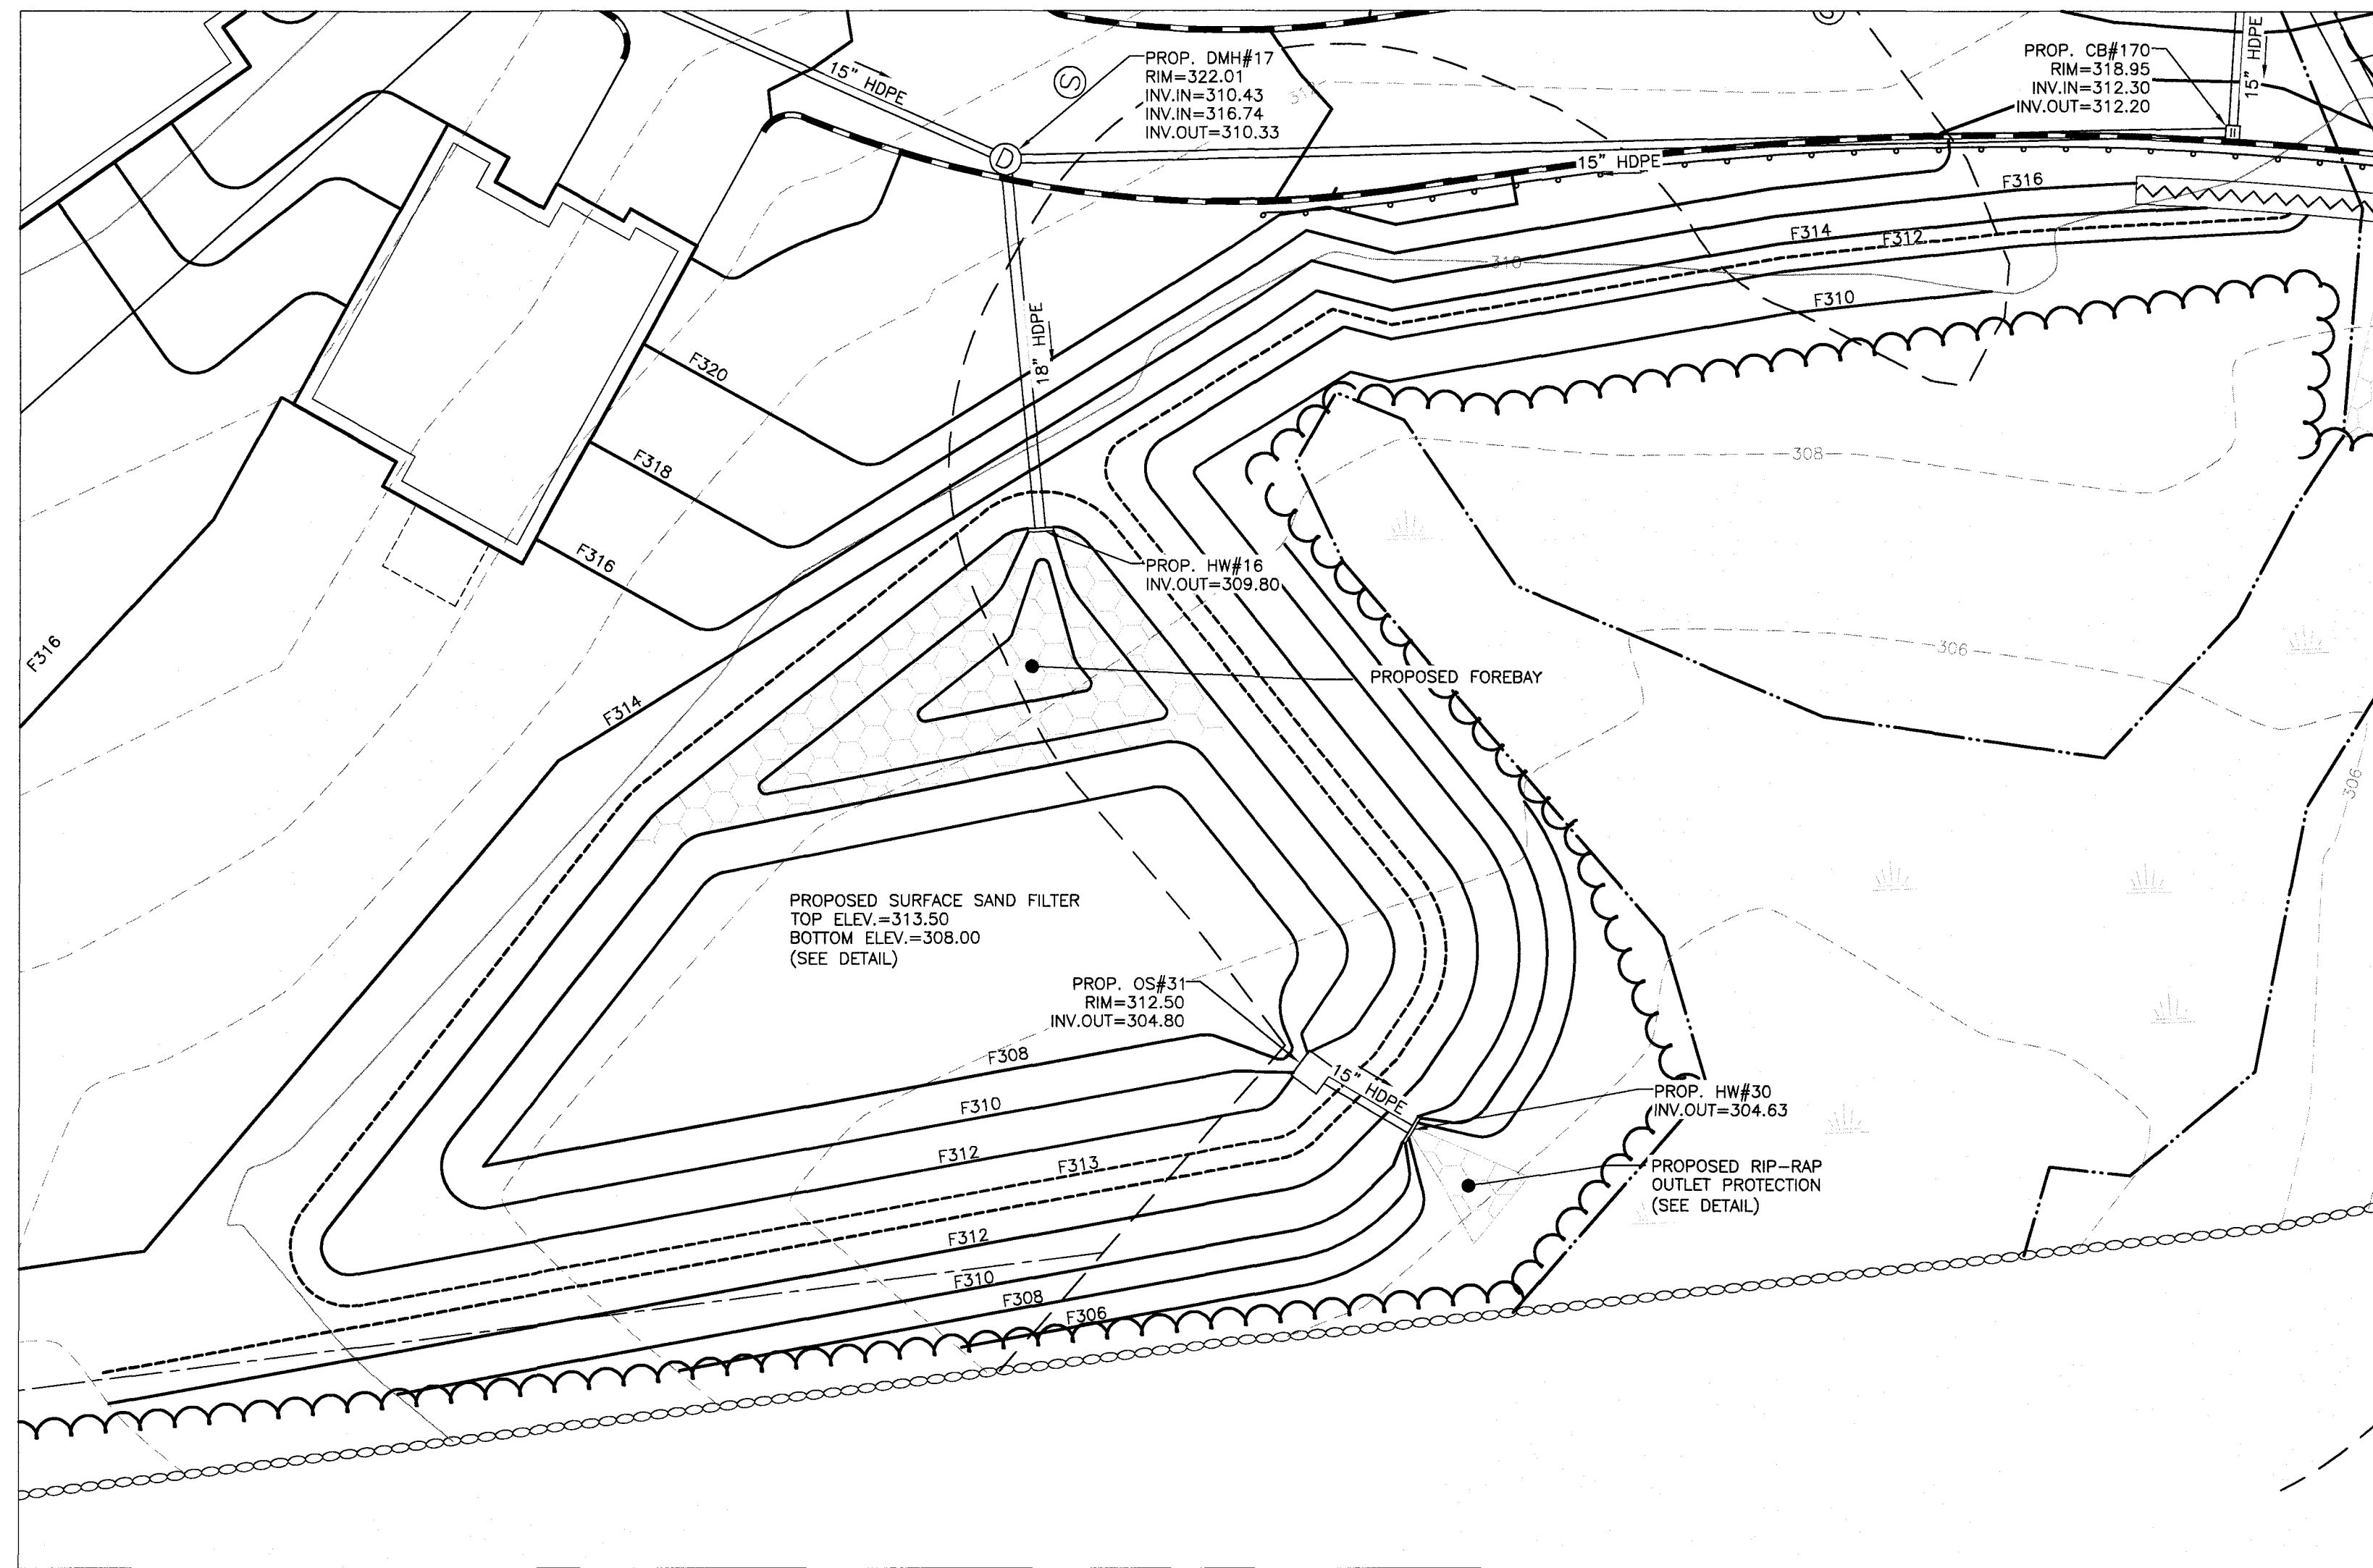 PROP. DMH#17
RIM=322.01
INV.IN=310.43
INV.IN=316.74
INV.OUT=310.33
PROP. CB#170
RIM=318.95
INV.IN=312.30
INV.OUT=312.20
15" HDPE
15" HDPE
S
D
15" HDPE
F316
F314
F312
310
F310
18" HDPE
F320
308
F318
F316
PROP. HW#16
INV.OUT=309.80
F316
306
PROPOSED FOREBAY
F314
306
PROPOSED SURFACE SAND FILTER
TOP ELEV.=313.50
BOTTOM ELEV.=308.00
(SEE DETAIL)
PROP. OS#31
RIM=312.50
INV.OUT=304.80
F308
15" HDPE
F310
PROP. HW#30
INV.OUT=304.63
F312
F313
PROPOSED RIP-RAP
OUTLET PROTECTION
(SEE DETAIL)
F312
F310
F308
F306